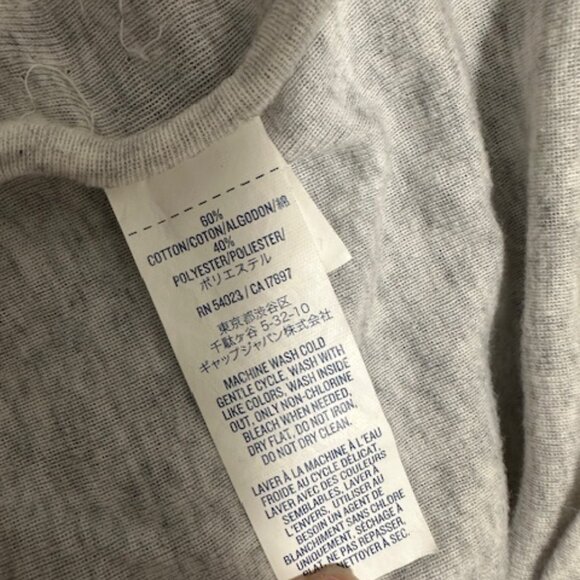 60%
COTTON/COTON/ALGODON/綿
40%
POLYESTER/POLIESTER/
ポリエステル
RN 54023 / CA 17897
東京都渋谷区
千駄ケ谷 5-32-10
ギャップジャパン株式会社
MACHINE WASH COLD
GENTLE CYCLE. WASH WITH
LIKE COLORS, WASH INSIDE
OUT, ONLY NON-CHLORINE
BLEACH WHEN NEEDED,
DRY FLAT, DO NOT IRON,
DO NOT DRY CLEAN.
LAVER À LA MACHINE À L'EAU
FROIDE AU CYCLE DÉLICAT,
LAVER AVEC DES COULEURS
SEMBLABLES, LAVER À
L'ENVERS, UTILISER AU
BESOIN UN AGENT DE
BLANCHIMENT SANS CHLORE
UNIQUEMENT, SÉCHAGE À
PLAT, NE PAS REPASSER,
NETTOYER À SEC.